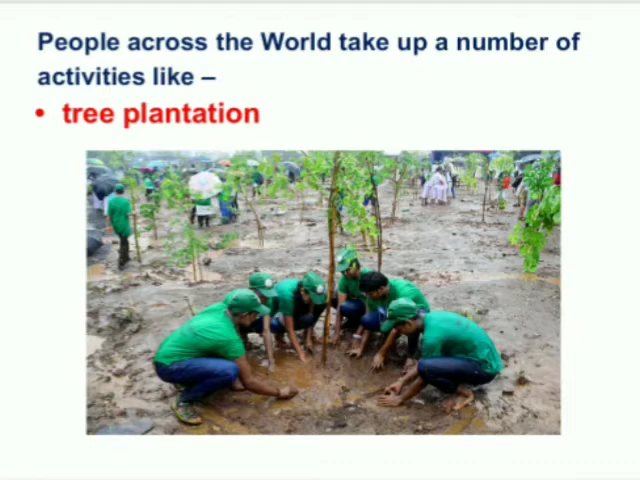 People across the World take up a number of
activities like –
• tree plantation